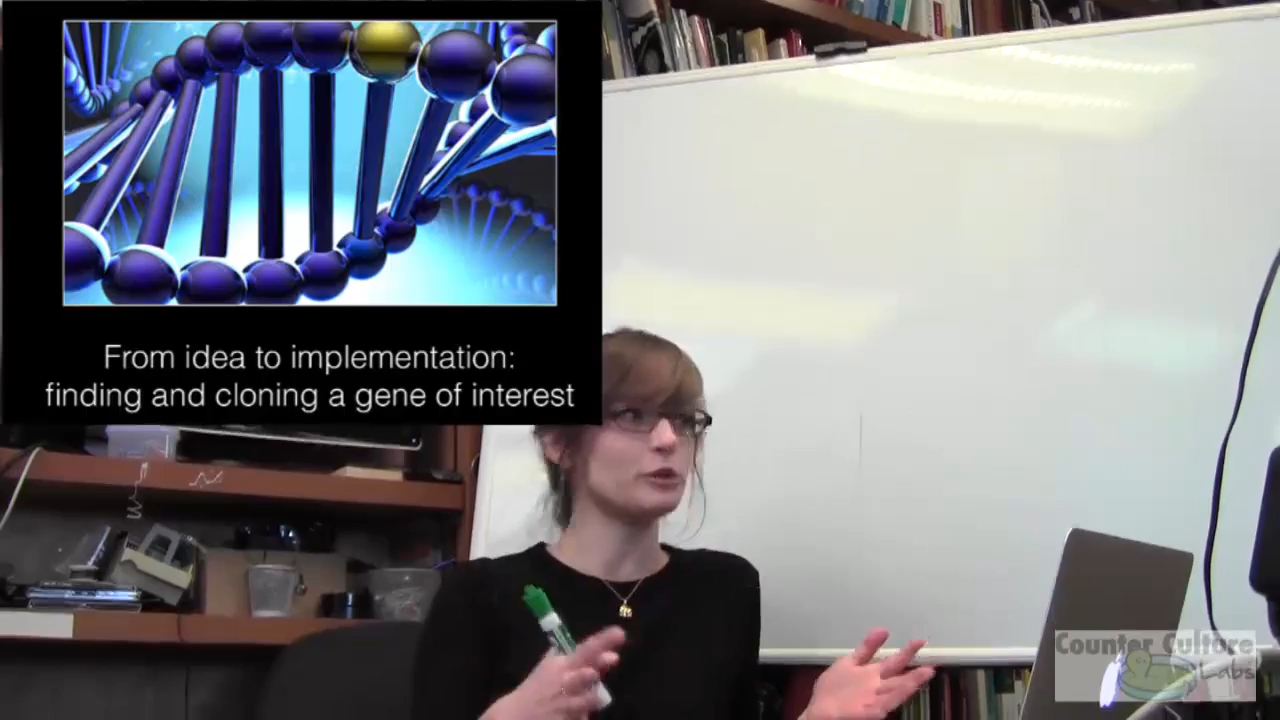 From idea to implementation:
finding and cloning a gene of interest
Counter Culture
Labs